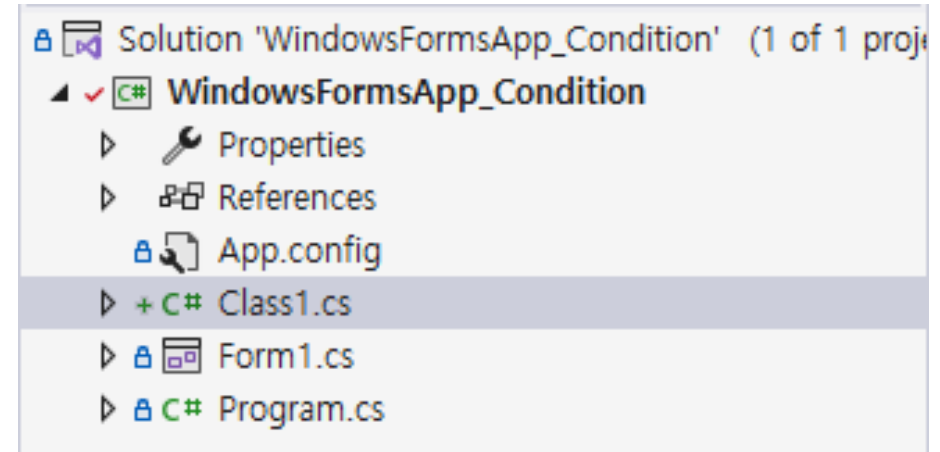 Solution 'WindowsFormsApp_Condition' (1 of 1 proje
C# WindowsFormsApp_Condition
Properties
References
App.config
C# Class1.cs
Form1.cs
C# Program.cs